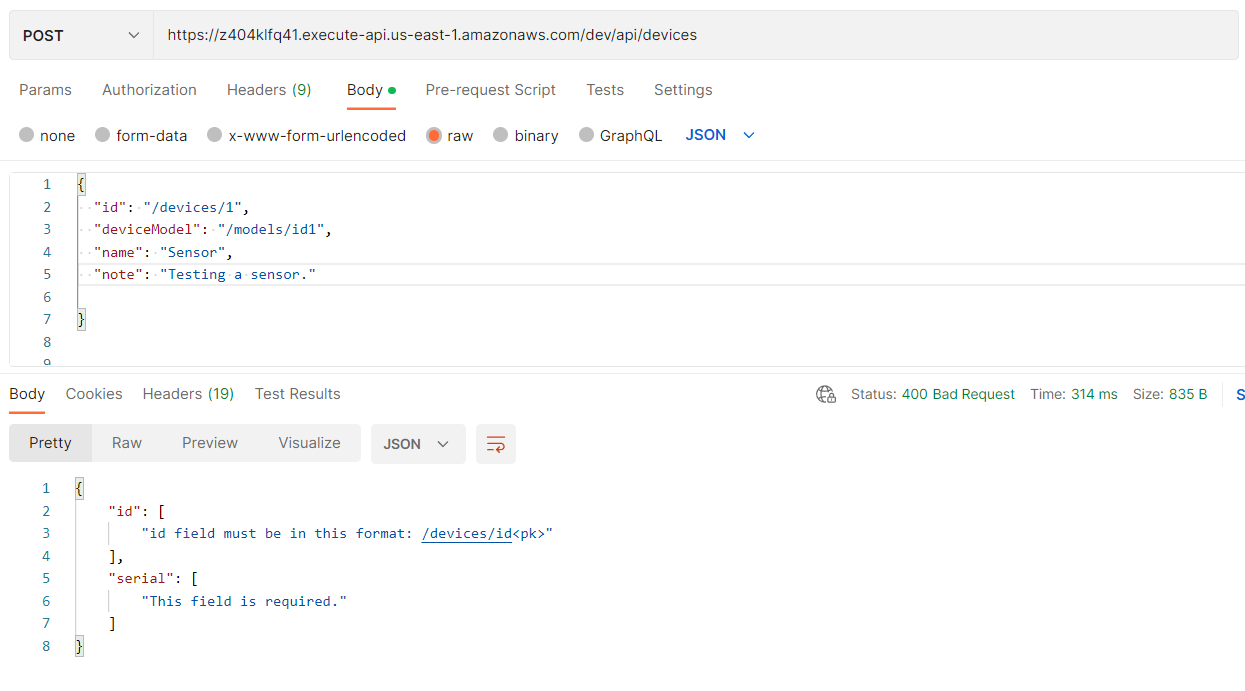 POST https://z404klfq41.execute-api.us-east-1.amazonaws.com/dev/api/devices
Params Authorization Headers (9) Body Pre-request Script Tests Settings
none form-data x-www-form-urlencoded raw binary GraphQL JSON
1 {
2 "id": "/devices/1",
3 "deviceModel": "/models/id1",
4 "name": "Sensor",
5 "note": "Testing a sensor."
6
7 }
8
9
Body Cookies Headers (19) Test Results Status: 400 Bad Request Time: 314 ms Size: 835 B S
Pretty Raw Preview Visualize JSON
1 {
2 "id": [
3 "id field must be in this format: /devices/id<pk>"
4 ],
5 "serial": [
6 "This field is required."
7 ]
8 }